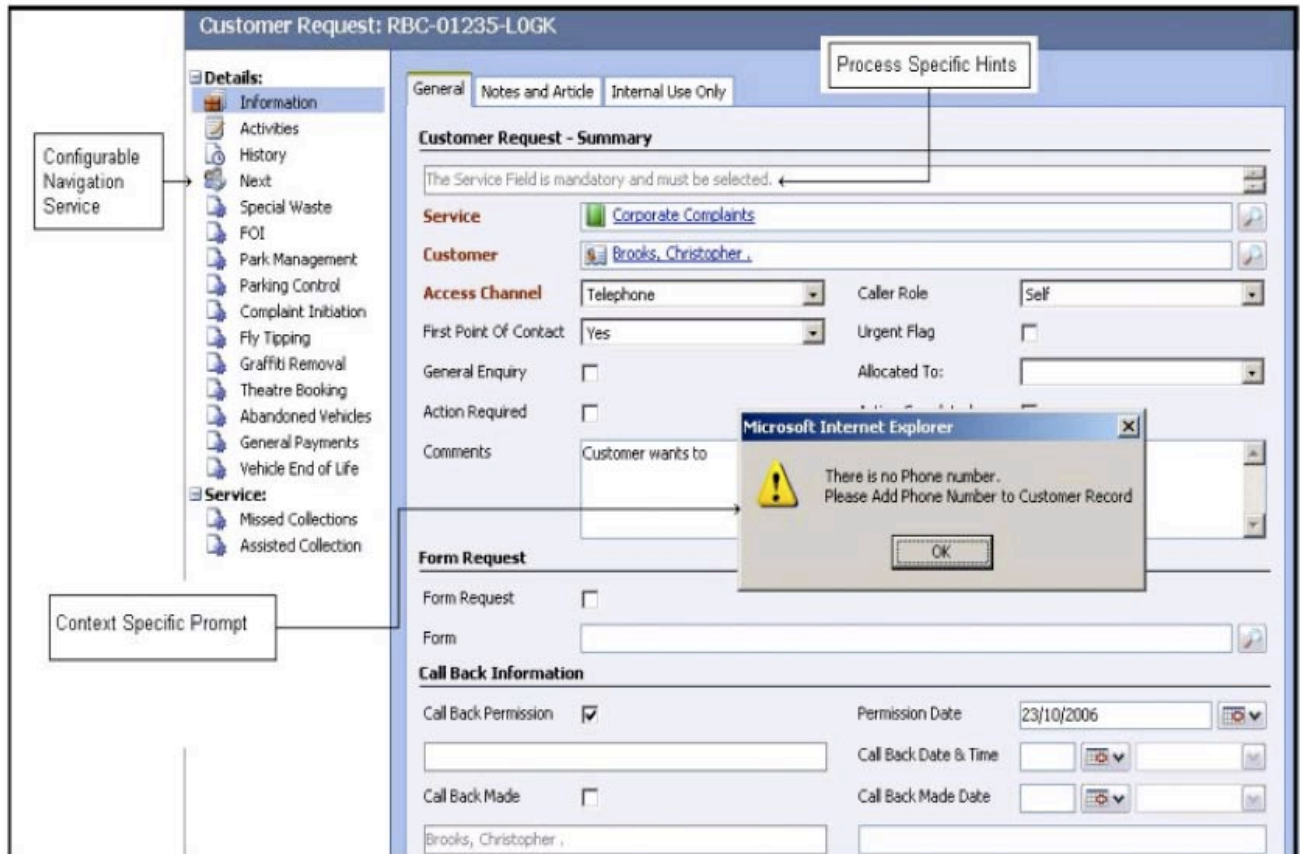 Customer Request: RBC-01235-L0GK
Process Specific Hints
Configurable
Navigation
Service
Context Specific Prompt
Details:
Information
Activities
History
Next
Special Waste
FOI
Park Management
Parking Control
Complaint Initiation
Fly Tipping
Graffiti Removal
Theatre Booking
Abandoned Vehicles
General Payments
Vehicle End of Life
Service:
Missed Collections
Assisted Collection
General Notes and Article Internal Use Only
Customer Request - Summary
The Service Field is mandatory and must be selected.
Service Corporate Complaints
Customer Brooks, Christopher .
Access Channel Telephone Caller Role Self
First Point Of Contact Yes Urgent Flag
General Enquiry Allocated To:
Action Required
Comments Customer wants to
Microsoft Internet Explorer
There is no Phone number.
Please Add Phone Number to Customer Record
OK
Form Request
Form Request
Form
Call Back Information
Call Back Permission Permission Date 23/10/2006
Call Back Date & Time
Call Back Made Call Back Made Date
Brooks, Christopher .